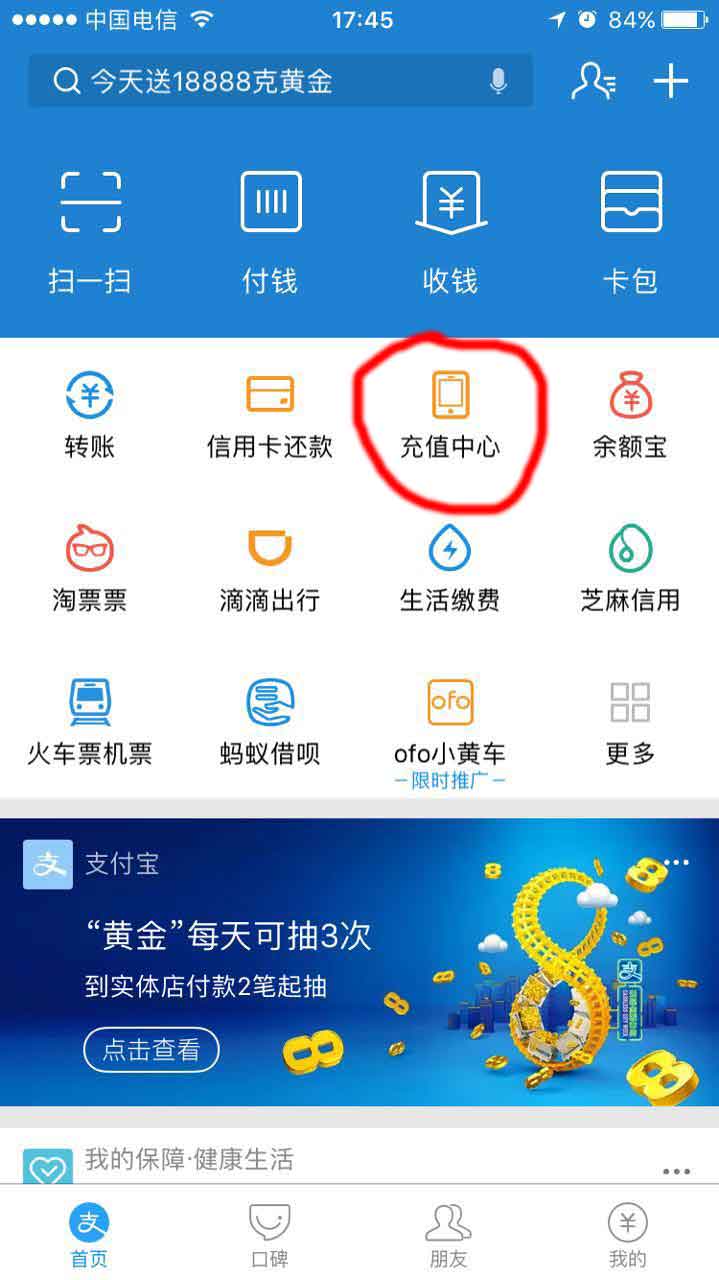 中国电信 17:45 84%
今天送18888克黄金
扫一扫 付钱 收钱 卡包
转账 信用卡还款 充值中心 余额宝
淘票票 滴滴出行 生活缴费 芝麻信用
ofo
火车票机票 蚂蚁借呗 ofo小黄车 更多
限时推广
支 支付宝
“黄金”每天可抽3次
到实体店付款2笔起抽
点击查看
我的保障·健康生活
支
首页 口碑 朋友 我的